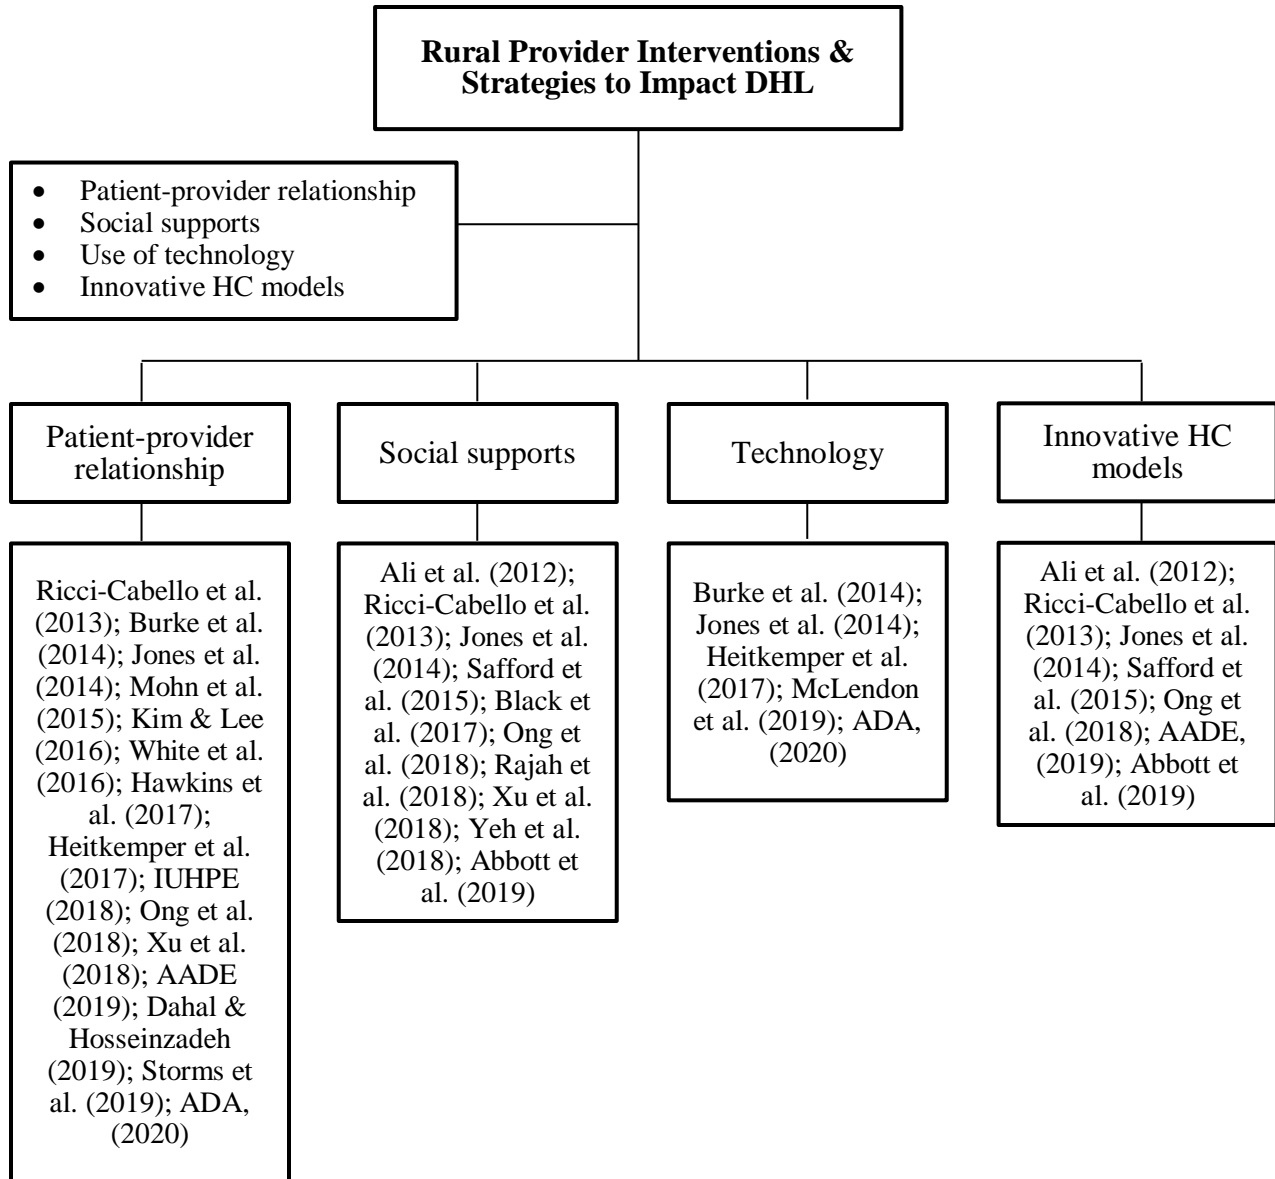 Rural Provider Interventions &
Strategies to Impact DHL
• Patient-provider relationship
• Social supports
• Use of technology
• Innovative HC models
Patient-provider
relationship
Social supports
Technology
Innovative HC
models
Ricci-Cabello et al.
(2013); Burke et al.
(2014); Jones et al.
(2014); Mohn et al.
(2015); Kim & Lee
(2016); White et al.
(2016); Hawkins et
al. (2017);
Heitkemper et al.
(2017); IUHPE
(2018); Ong et al.
(2018); Xu et al.
(2018); AADE
(2019); Dahal &
Hosseinzadeh
(2019); Storms et
al. (2019); ADA,
(2020)
Ali et al. (2012);
Ricci-Cabello et al.
(2013); Jones et al.
(2014); Safford et
al. (2015); Black et
al. (2017); Ong et
al. (2018); Rajah et
al. (2018); Xu et al.
(2018); Yeh et al.
(2018); Abbott et
al. (2019)
Burke et al. (2014);
Jones et al. (2014);
Heitkemper et al.
(2017); McLendon
et al. (2019); ADA,
(2020)
Ali et al. (2012);
Ricci-Cabello et al.
(2013); Jones et al.
(2014); Safford et
al. (2015); Ong et
al. (2018); AADE,
(2019); Abbott et
al. (2019)